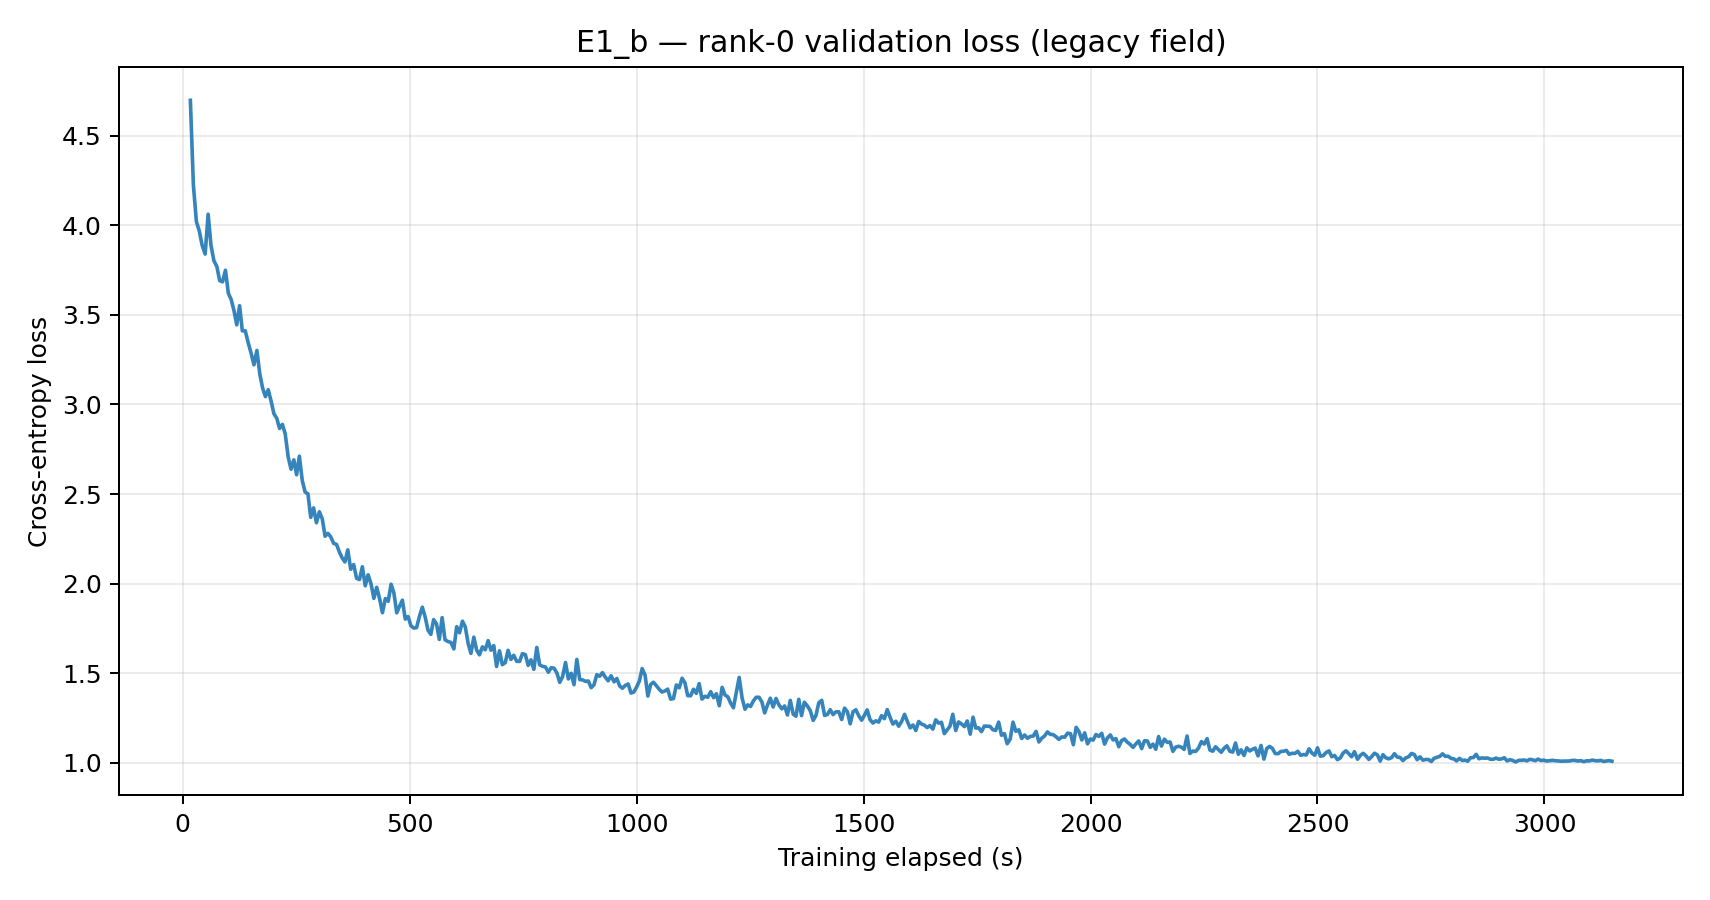 E1_b — rank-0 validation loss (legacy field)
Cross-entropy loss
4.5
4.0
3.5
3.0
2.5
2.0
1.5
1.0
0 500 1000 1500 2000 2500 3000
Training elapsed (s)